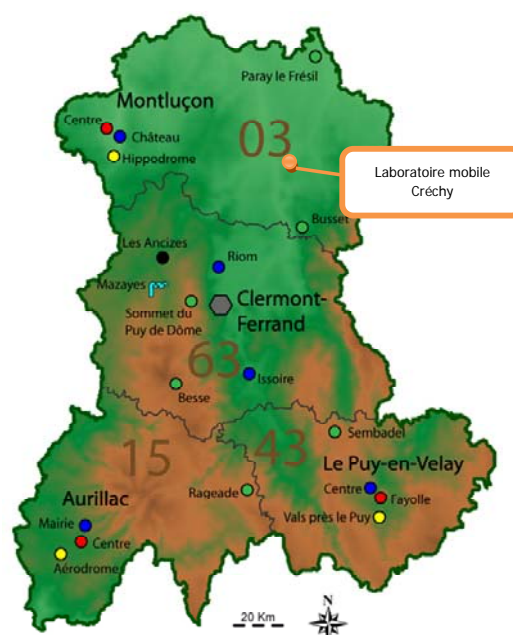 Paray le Frésil
Montluçon
Centre
Château
Hippodrome
03
Laboratoire mobile
Créchy
Busset
Les Ancizes
Riom
Mazayes
Clermont-
Ferrand
Sommet du
Puy de Dôme
63
Issoire
Besse
15
43
Sembadel
Le Puy-en-Velay
Aurillac
Rageade
Centre
Fayolle
Mairie
Vals près le Puy
Centre
Aérodrome
20 Km
N